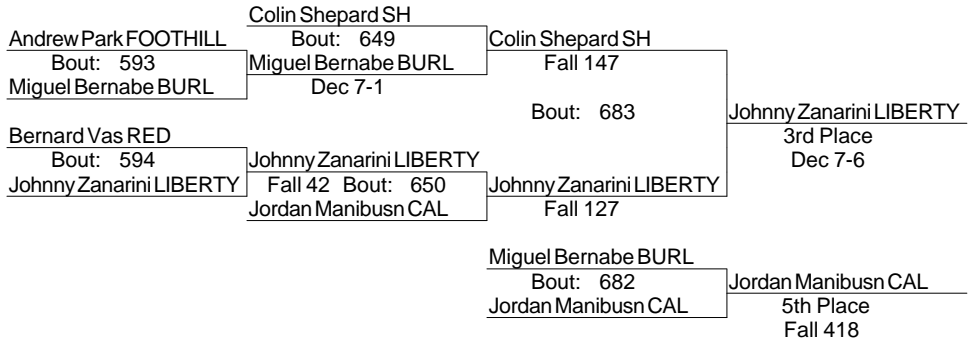 Colin Shepard SH
Andrew Park FOOTHILL
Bout: 649
Colin Shepard SH
Bout: 593
Miguel Bernabe BURL
Fall 147
Miguel Bernabe BURL
Dec 7-1
Bout: 683
Johnny Zanarini LIBERTY
Bernard Vas RED
3rd Place
Bout: 594
Johnny Zanarini LIBERTY
Dec 7-6
Johnny Zanarini LIBERTY
Fall 42 Bout: 650
Johnny Zanarini LIBERTY
Jordan Manibusn CAL
Fall 127
Miguel Bernabe BURL
Bout: 682
Jordan Manibusn CAL
Jordan Manibusn CAL
5th Place
Fall 418